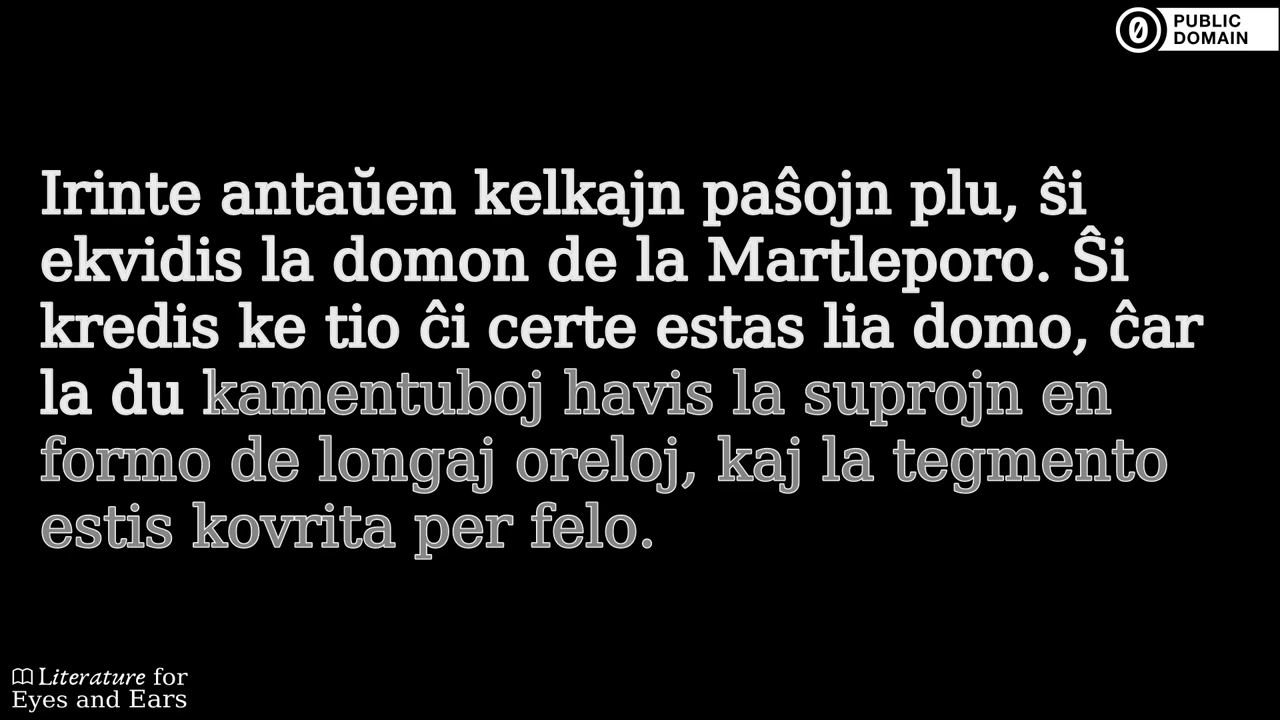 PUBLIC
DOMAIN
Irinte antaŭen kelkajn paŝojn plu, ŝi
ekvidis la domon de la Martleporo. Ŝi
kredis ke tio ĉi certe estas lia domo, ĉar
la du kamentuboj havis la suprojn en
formo de longaj oreloj, kaj la tegmento
estis kovrita per felo.
Literature for
Eyes and Ears